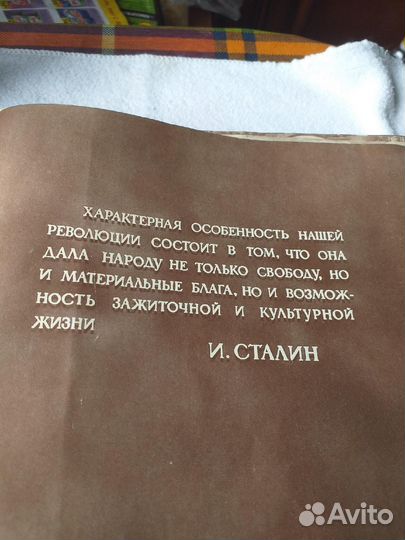 ХАРАКТЕРНАЯ ОСОБЕННОСТЬ НАШЕЙ
РЕВОЛЮЦИИ СОСТОИТ В ТОМ, ЧТО ОНА
ДАЛА НАРОДУ НЕ ТОЛЬКО СВОБОДУ, НО
И МАТЕРИАЛЬНЫЕ БЛАГА, НО И ВОЗМОЖ-
НОСТЬ ЗАЖИТОЧНОЙ И КУЛЬТУРНОЙ
ЖИЗНИ
И. СТАЛИН
Avito